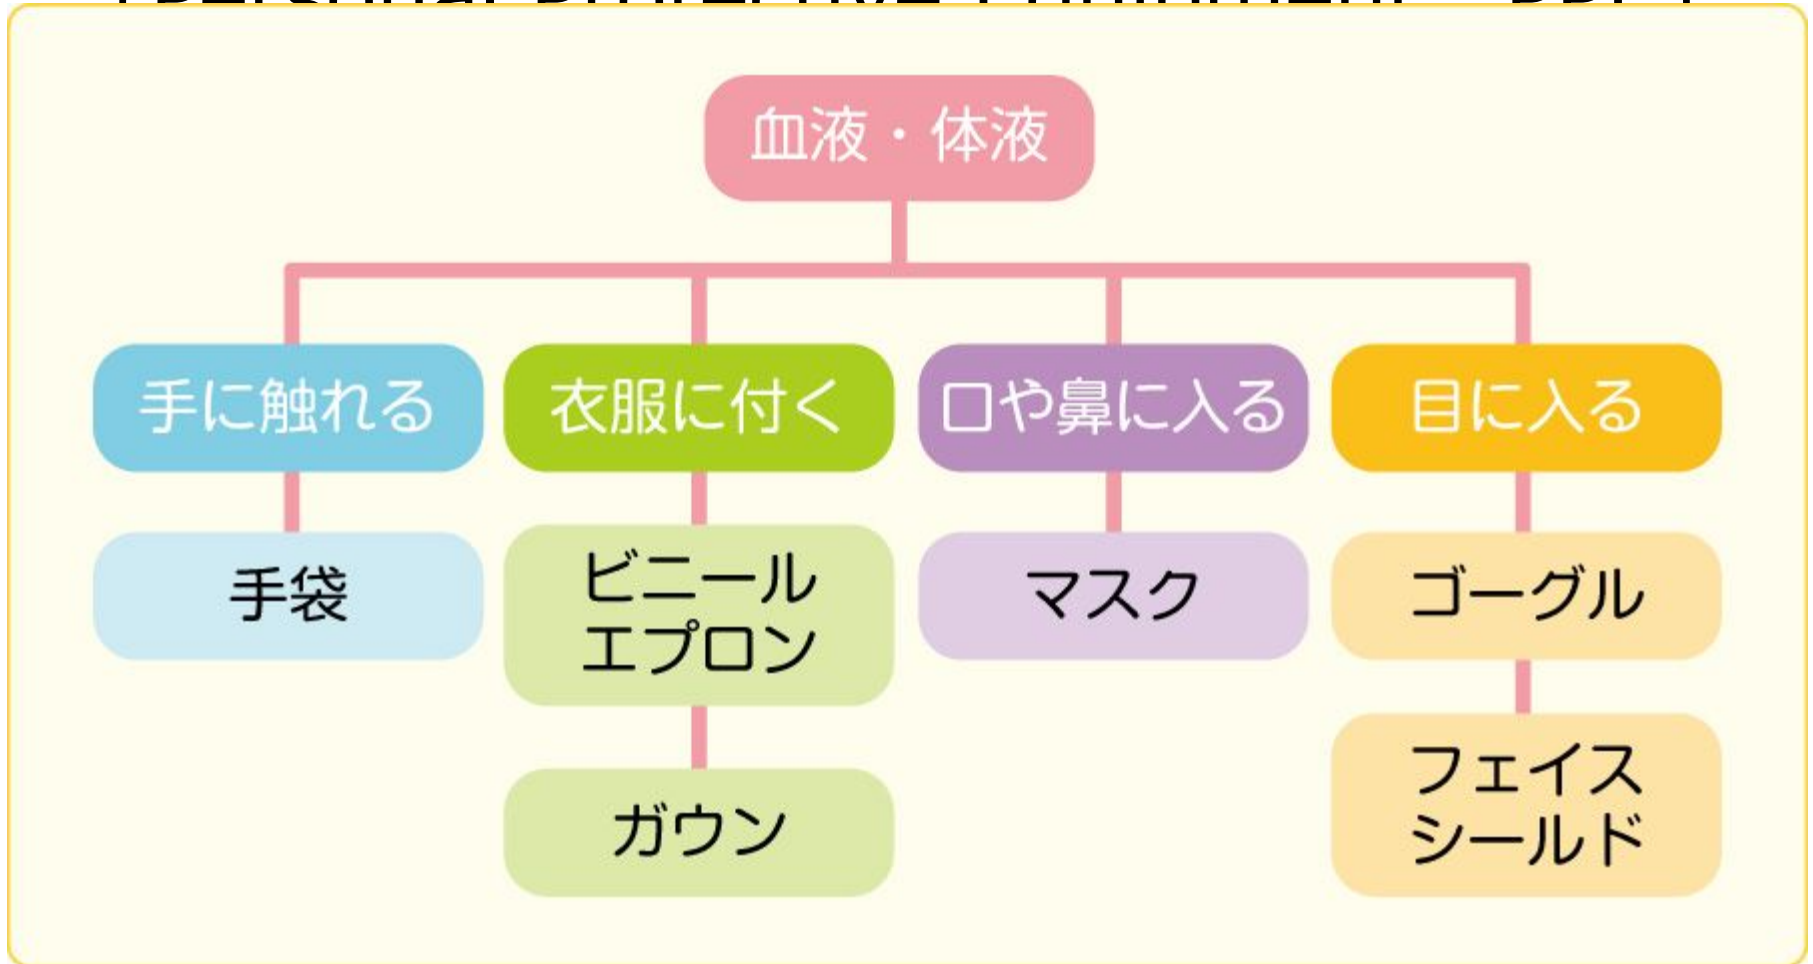 血液・体液
手に触れる
衣服に付く
口や鼻に入る
目に入る
手袋
ビニール
エプロン
マスク
ゴーグル
ガウン
フェイス
シールド